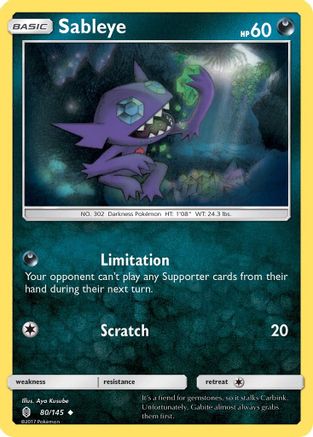 BASIC Sableye HP60
NO. 302 Darkness Pokémon HT: 1'08" WT: 24.3 lbs.
Limitation
Your opponent can't play any Supporter cards from their
hand during their next turn.
Scratch 20
weakness resistance retreat
Illus. Aya Kusube
80/145
©2017 Pokémon
It's a fiend for gemstones, so it stalks Carbink.
Unfortunately, Gabite almost always grabs
them first.